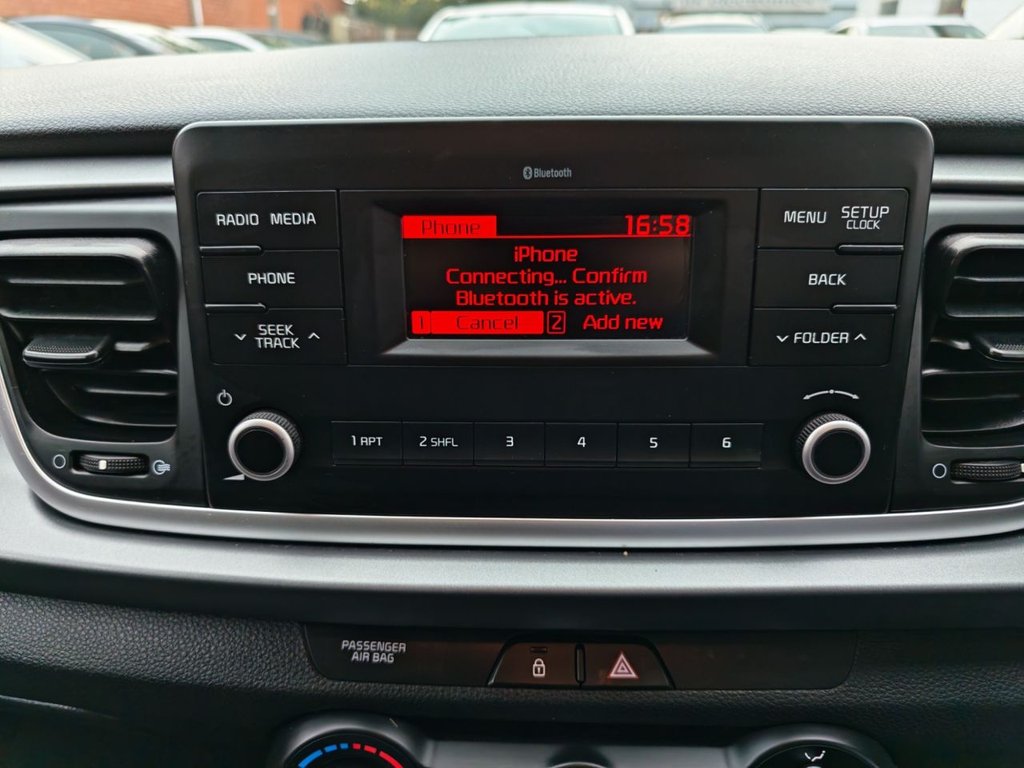 Bluetooth
RADIO MEDIA
PHONE
SEEK
TRACK
Phone 16:58
iPhone
Connecting... Confirm
Bluetooth is active.
1 Cancel 2 Add new
MENU SETUP
CLOCK
BACK
FOLDER
1 RPT 2 SHFL 3 4 5 6
PASSENGER
AIR BAG